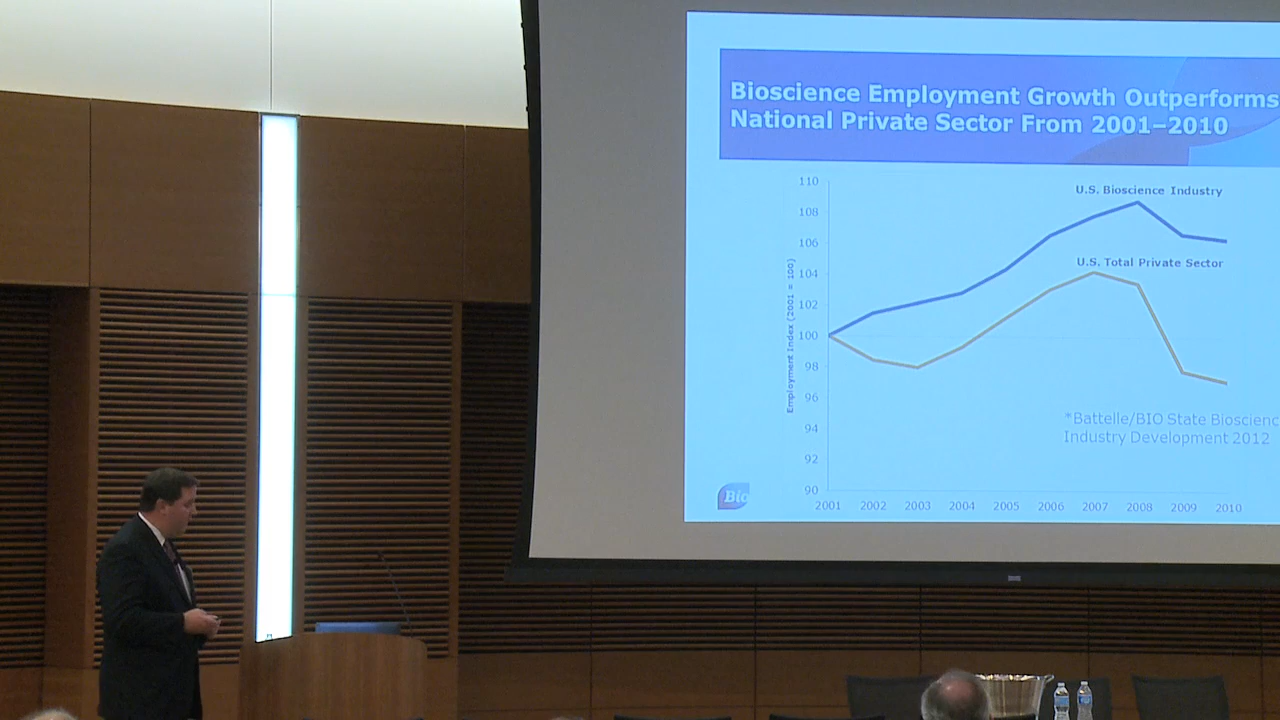 Bioscience Employment Growth Outperforms
National Private Sector From 2001–2010
110
108
106
104
102
100
98
96
94
92
90
Employment Index (2001 = 100)
U.S. Bioscience Industry
U.S. Total Private Sector
*Battelle/BIO State Bioscienc
Industry Development 2012
2001 2002 2003 2004 2005 2006 2007 2008 2009 2010
Bio